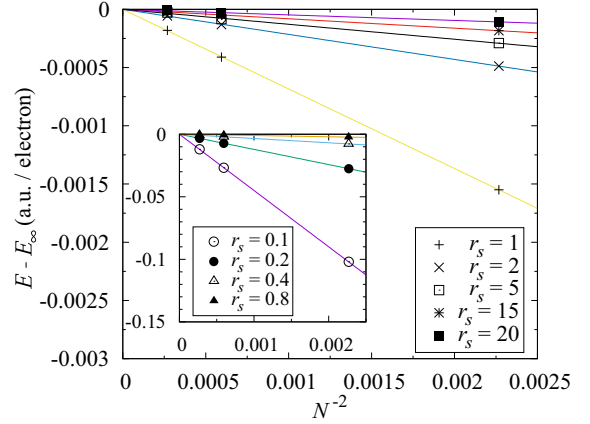 E - E∞ (a.u. / electron)
0
-0.0005
-0.001
-0.0015
-0.002
-0.0025
-0.003
0
-0.05
-0.1
-0.15
0
0.001
0.002
rs = 0.1
rs = 0.2
rs = 0.4
rs = 0.8
rs = 1
rs = 2
rs = 5
rs = 15
rs = 20
0
0.0005
0.001
0.0015
0.002
0.0025
N-2